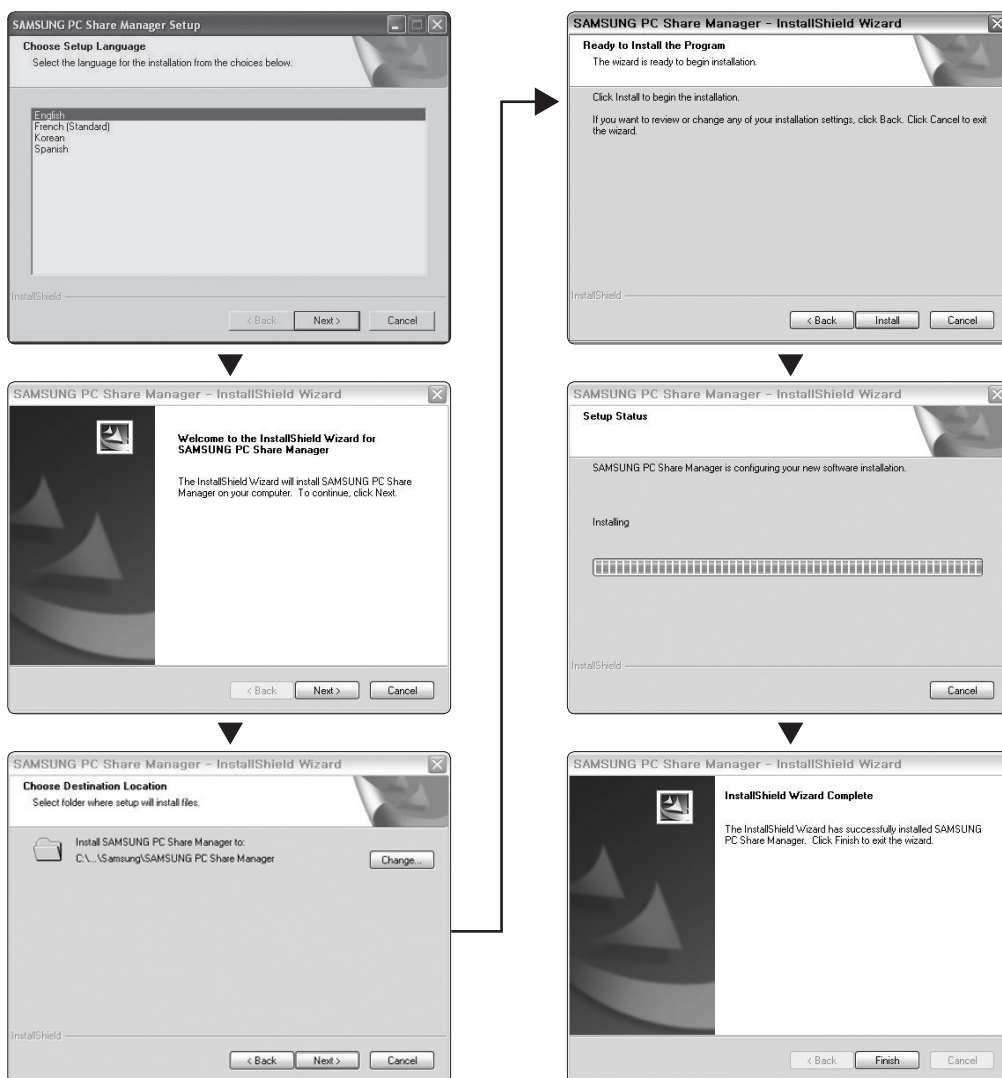 SAMSUNG PC Share Manager Setup
Choose Setup Language
Select the language for the installation from the choices below.
English
French (Standard)
Korean
Spanish
InstallShield
< Back
Next >
Cancel
SAMSUNG PC Share Manager - InstallShield Wizard
Welcome to the InstallShield Wizard for
SAMSUNG PC Share Manager
The InstallShield Wizard will install SAMSUNG PC Share
Manager on your computer. To continue, click Next.
< Back
Next >
Cancel
SAMSUNG PC Share Manager - InstallShield Wizard
Choose Destination Location
Select folder where setup will install files.
Install SAMSUNG PC Share Manager to:
C:\...\Samsung\SAMSUNG PC Share Manager
Change...
InstallShield
< Back
Next >
Cancel
SAMSUNG PC Share Manager - InstallShield Wizard
Ready to Install the Program
The wizard is ready to begin installation.
Click Install to begin the installation.
If you want to review or change any of your installation settings, click Back. Click Cancel to exit
the wizard.
InstallShield
< Back
Install
Cancel
SAMSUNG PC Share Manager - InstallShield Wizard
Setup Status
SAMSUNG PC Share Manager is configuring your new software installation.
Installing
InstallShield
Cancel
SAMSUNG PC Share Manager - InstallShield Wizard
InstallShield Wizard Complete
The InstallShield Wizard has successfully installed SAMSUNG
PC Share Manager. Click Finish to exit the wizard.
< Back
Finish
Cancel